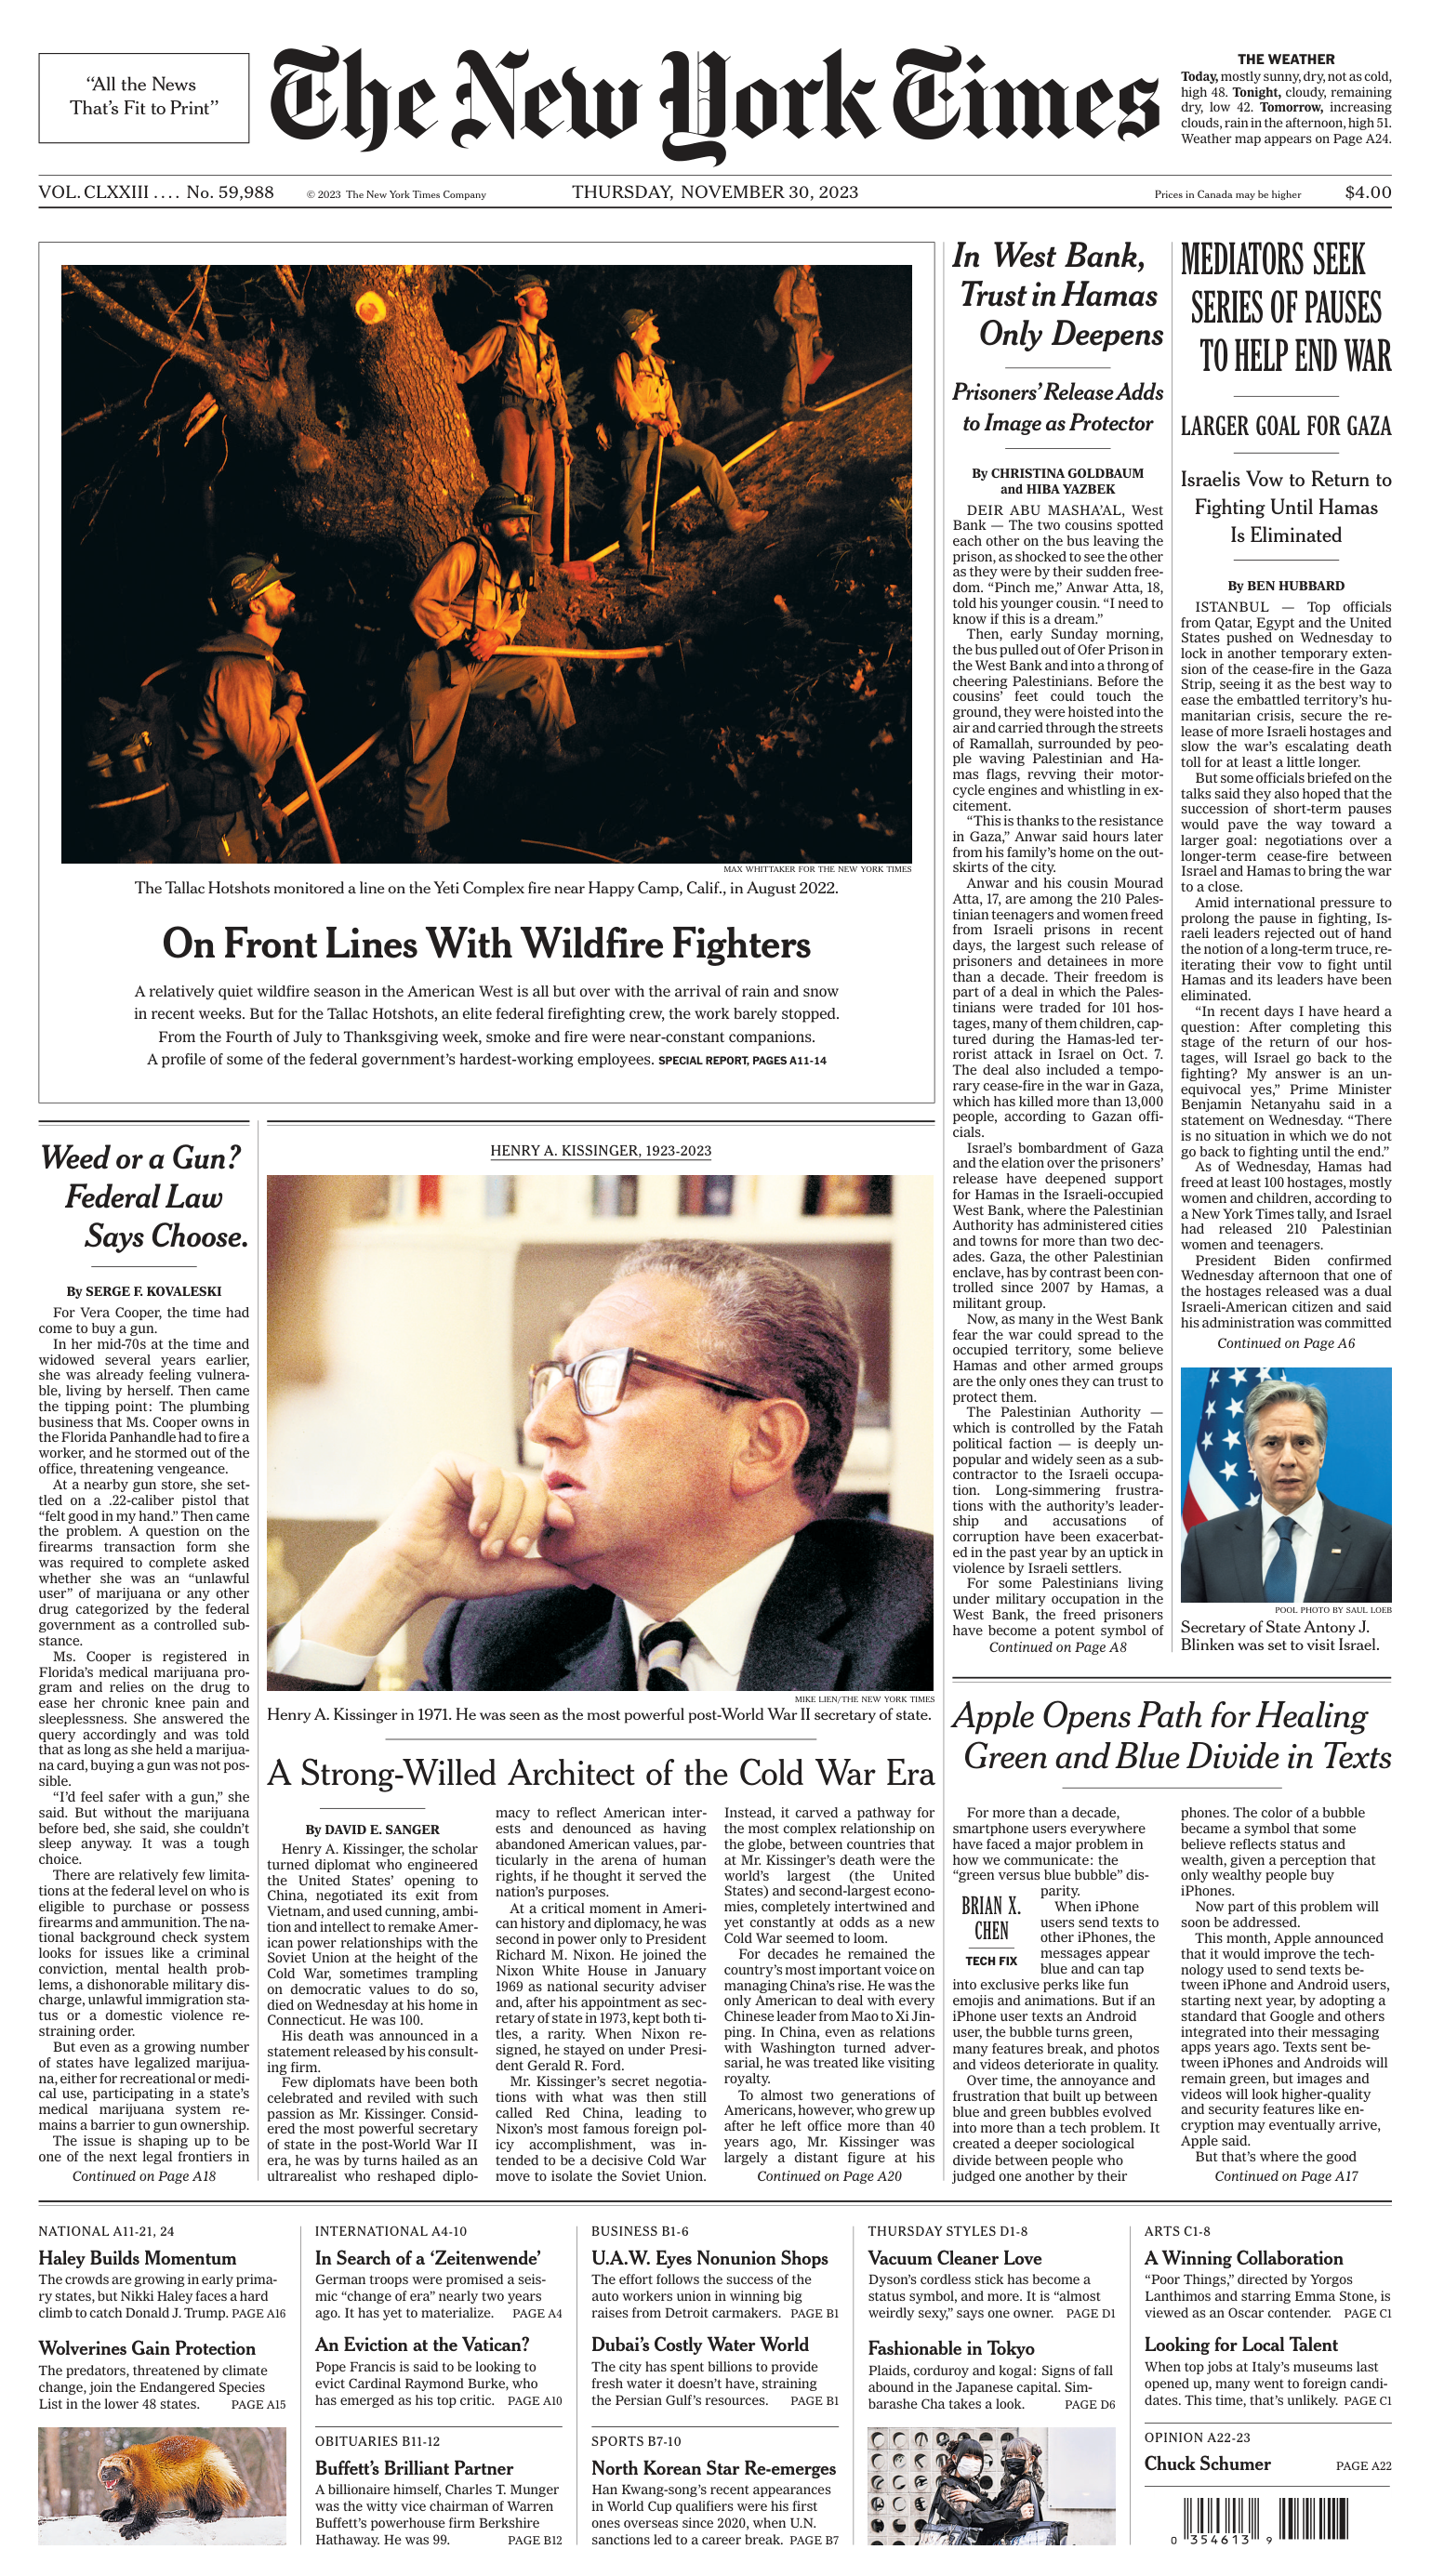 “All the News
That’s Fit to Print”
The New York Times
THE WEATHER
Today, mostly sunny, dry, not as cold,
high 48. Tonight, cloudy, remaining
dry, low 42. Tomorrow, increasing
clouds, rain in the afternoon, high 51.
Weather map appears on Page A24.
VOL. CLXXIII .... No. 59,988
© 2023 The New York Times Company
THURSDAY, NOVEMBER 30, 2023
Prices in Canada may be higher
$4.00
MAX WHITTAKER FOR THE NEW YORK TIMES
The Tallac Hotshots monitored a line on the Yeti Complex fire near Happy Camp, Calif., in August 2022.
On Front Lines With Wildfire Fighters
A relatively quiet wildfire season in the American West is all but over with the arrival of rain and snow
in recent weeks. But for the Tallac Hotshots, an elite federal firefighting crew, the work barely stopped.
From the Fourth of July to Thanksgiving week, smoke and fire were near-constant companions.
A profile of some of the federal government’s hardest-working employees. SPECIAL REPORT, PAGES A11-14
In West Bank,
Trust in Hamas
Only Deepens
Prisoners’ Release Adds
to Image as Protector
By CHRISTINA GOLDBAUM
and HIBA YAZBEK
DEIR ABU MASHA’AL, West
Bank — The two cousins spotted
each other on the bus leaving the
prison, as shocked to see the other
as they were by their sudden free-
dom. “Pinch me,” Anwar Atta, 18,
told his younger cousin. “I need to
know if this is a dream.”
Then, early Sunday morning,
the bus pulled out of Ofer Prison in
the West Bank and into a throng of
cheering Palestinians. Before the
cousins’ feet could touch the
ground, they were hoisted into the
air and carried through the streets
of Ramallah, surrounded by peo-
ple waving Palestinian and Ha-
mas flags, revving their motor-
cycle engines and whistling in ex-
citement.
“This is thanks to the resistance
in Gaza,” Anwar said hours later
from his family’s home on the out-
skirts of the city.
Anwar and his cousin Mourad
Atta, 17, are among the 210 Pales-
tinian teenagers and women freed
from Israeli prisons in recent
days, the largest such release of
prisoners and detainees in more
than a decade. Their freedom is
part of a deal in which the Pales-
tinians were traded for 101 hos-
tages, many of them children, cap-
tured during the Hamas-led ter-
rorist attack in Israel on Oct. 7.
The deal also included a tempo-
rary cease-fire in the war in Gaza,
which has killed more than 13,000
people, according to Gazan offi-
cials.
Israel’s bombardment of Gaza
and the elation over the prisoners’
release have deepened support
for Hamas in the Israeli-occupied
West Bank, where the Palestinian
Authority has administered cities
and towns for more than two dec-
ades. Gaza, the other Palestinian
enclave, has by contrast been con-
trolled since 2007 by Hamas, a
militant group.
Now, as many in the West Bank
fear the war could spread to the
occupied territory, some believe
Hamas and other armed groups
are the only ones they can trust to
protect them.
The Palestinian Authority —
which is controlled by the Fatah
political faction — is deeply un-
popular and widely seen as a sub-
contractor to the Israeli occupa-
tion. Long-simmering frustra-
tions with the authority’s leader-
ship and accusations of
corruption have been exacerbat-
ed in the past year by an uptick in
violence by Israeli settlers.
For some Palestinians living
under military occupation in the
West Bank, the freed prisoners
have become a potent symbol of
Continued on Page A8
MEDIATORS SEEK
SERIES OF PAUSES
TO HELP END WAR
LARGER GOAL FOR GAZA
Israelis Vow to Return to
Fighting Until Hamas
Is Eliminated
By BEN HUBBARD
ISTANBUL — Top officials
from Qatar, Egypt and the United
States pushed on Wednesday to
lock in another temporary exten-
sion of the cease-fire in the Gaza
Strip, seeing it as the best way to
ease the embattled territory’s hu-
manitarian crisis, secure the re-
lease of more Israeli hostages and
slow the war’s escalating death
toll for at least a little longer.
But some officials briefed on the
talks said they also hoped that the
succession of short-term pauses
would pave the way toward a
larger goal: negotiations over a
longer-term cease-fire between
Israel and Hamas to bring the war
to a close.
Amid international pressure to
prolong the pause in fighting, Is-
raeli leaders rejected out of hand
the notion of a long-term truce, re-
iterating their vow to fight until
Hamas and its leaders have been
eliminated.
“In recent days I have heard a
question: After completing this
stage of the return of our hos-
tages, will Israel go back to the
fighting? My answer is an un-
equivocal yes,” Prime Minister
Benjamin Netanyahu said in a
statement on Wednesday. “There
is no situation in which we do not
go back to fighting until the end.”
As of Wednesday, Hamas had
freed at least 100 hostages, mostly
women and children, according to
a New York Times tally, and Israel
had released 210 Palestinian
women and teenagers.
President Biden confirmed
Wednesday afternoon that one of
the hostages released was a dual
Israeli-American citizen and said
his administration was committed
Continued on Page A6
POOL PHOTO BY SAUL LOEB
Secretary of State Antony J.
Blinken was set to visit Israel.
Weed or a Gun?
Federal Law
Says Choose.
By SERGE F. KOVALESKI
For Vera Cooper, the time had
come to buy a gun.
In her mid-70s at the time and
widowed several years earlier,
she was already feeling vulnera-
ble, living by herself. Then came
the tipping point: The plumbing
business that Ms. Cooper owns in
the Florida Panhandle had to fire a
worker, and he stormed out of the
office, threatening vengeance.
At a nearby gun store, she set-
tled on a .22-caliber pistol that
“felt good in my hand.” Then came
the problem. A question on the
firearms transaction form she
was required to complete asked
whether she was an “unlawful
user” of marijuana or any other
drug categorized by the federal
government as a controlled sub-
stance.
Ms. Cooper is registered in
Florida’s medical marijuana pro-
gram and relies on the drug to
ease her chronic knee pain and
sleeplessness. She answered the
query accordingly and was told
that as long as she held a marijua-
na card, buying a gun was not pos-
sible.
“I’d feel safer with a gun,” she
said. But without the marijuana
before bed, she said, she couldn’t
sleep anyway. It was a tough
choice.
There are relatively few limita-
tions at the federal level on who is
eligible to purchase or possess
firearms and ammunition. The na-
tional background check system
looks for issues like a criminal
conviction, mental health prob-
lems, a dishonorable military dis-
charge, unlawful immigration sta-
tus or a domestic violence re-
straining order.
But even as a growing number
of states have legalized marijua-
na, either for recreational or medi-
cal use, participating in a state’s
medical marijuana system re-
mains a barrier to gun ownership.
The issue is shaping up to be
one of the next legal frontiers in
Continued on Page A18
HENRY A. KISSINGER, 1923-2023
MIKE LIEN/THE NEW YORK TIMES
Henry A. Kissinger in 1971. He was seen as the most powerful post-World War II secretary of state.
A Strong-Willed Architect of the Cold War Era
By DAVID E. SANGER
Henry A. Kissinger, the scholar
turned diplomat who engineered
the United States’ opening to
China, negotiated its exit from
Vietnam, and used cunning, ambi-
tion and intellect to remake Amer-
ican power relationships with the
Soviet Union at the height of the
Cold War, sometimes trampling
on democratic values to do so,
died on Wednesday at his home in
Connecticut. He was 100.
His death was announced in a
statement released by his consult-
ing firm.
Few diplomats have been both
celebrated and reviled with such
passion as Mr. Kissinger. Consid-
ered the most powerful secretary
of state in the post-World War II
era, he was by turns hailed as an
ultrarealist who reshaped diplo-
macy to reflect American inter-
ests and denounced as having
abandoned American values, par-
ticularly in the arena of human
rights, if he thought it served the
nation’s purposes.
At a critical moment in Ameri-
can history and diplomacy, he was
second in power only to President
Richard M. Nixon. He joined the
Nixon White House in January
1969 as national security adviser
and, after his appointment as sec-
retary of state in 1973, kept both ti-
tles, a rarity. When Nixon re-
signed, he stayed on under Presi-
dent Gerald R. Ford.
Mr. Kissinger’s secret negotia-
tions with what was then still
called Red China, leading to
Nixon’s most famous foreign pol-
icy accomplishment, was in-
tended to be a decisive Cold War
move to isolate the Soviet Union.
Instead, it carved a pathway for
the most complex relationship on
the globe, between countries that
at Mr. Kissinger’s death were the
world’s largest (the United
States) and second-largest econo-
mies, completely intertwined and
yet constantly at odds as a new
Cold War seemed to loom.
For decades he remained the
country’s most important voice on
managing China’s rise. He was the
only American to deal with every
Chinese leader from Mao to Xi Jin-
ping. In China, even as relations
with Washington turned adver-
sarial, he was treated like visiting
royalty.
To almost two generations of
Americans, however, who grew up
after he left office more than 40
years ago, Mr. Kissinger was
largely a distant figure at his
Continued on Page A20
Apple Opens Path for Healing
Green and Blue Divide in Texts
For more than a decade,
smartphone users everywhere
have faced a major problem in
how we communicate: the
“green versus blue bubble” dis-
parity.
BRIAN X.
CHEN
TECH FIX
When iPhone
users send texts to
other iPhones, the
messages appear
blue and can tap
into exclusive perks like fun
emojis and animations. But if an
iPhone user texts an Android
user, the bubble turns green,
many features break, and photos
and videos deteriorate in quality.
Over time, the annoyance and
frustration that built up between
blue and green bubbles evolved
into more than a tech problem. It
created a deeper sociological
divide between people who
judged one another by their
phones. The color of a bubble
became a symbol that some
believe reflects status and
wealth, given a perception that
only wealthy people buy
iPhones.
Now part of this problem will
soon be addressed.
This month, Apple announced
that it would improve the tech-
nology used to send texts be-
tween iPhone and Android users,
starting next year, by adopting a
standard that Google and others
integrated into their messaging
apps years ago. Texts sent be-
tween iPhones and Androids will
remain green, but images and
videos will look higher-quality
and security features like en-
cryption may eventually arrive,
Apple said.
But that’s where the good
Continued on Page A17
NATIONAL A11-21, 24
Haley Builds Momentum
The crowds are growing in early prima-
ry states, but Nikki Haley faces a hard
climb to catch Donald J. Trump. PAGE A16
Wolverines Gain Protection
The predators, threatened by climate
change, join the Endangered Species
List in the lower 48 states. PAGE A15
INTERNATIONAL A4-10
In Search of a ‘Zeitenwende’
German troops were promised a seis-
mic “change of era” nearly two years
ago. It has yet to materialize. PAGE A4
An Eviction at the Vatican?
Pope Francis is said to be looking to
evict Cardinal Raymond Burke, who
has emerged as his top critic. PAGE A10
OBITUARIES B11-12
Buffett’s Brilliant Partner
A billionaire himself, Charles T. Munger
was the witty vice chairman of Warren
Buffett’s powerhouse firm Berkshire
Hathaway. He was 99. PAGE B12
BUSINESS B1-6
U.A.W. Eyes Nonunion Shops
The effort follows the success of the
auto workers union in winning big
raises from Detroit carmakers. PAGE B1
Dubai’s Costly Water World
The city has spent billions to provide
fresh water it doesn’t have, straining
the Persian Gulf’s resources. PAGE B1
SPORTS B7-10
North Korean Star Re-emerges
Han Kwang-song’s recent appearances
in World Cup qualifiers were his first
ones overseas since 2020, when U.N.
sanctions led to a career break. PAGE B7
THURSDAY STYLES D1-8
Vacuum Cleaner Love
Dyson’s cordless stick has become a
status symbol, and more. It is “almost
weirdly sexy,” says one owner. PAGE D1
Fashionable in Tokyo
Plaids, corduroy and kogal: Signs of fall
abound in the Japanese capital. Sim-
barashe Cha takes a look. PAGE D6
ARTS C1-8
A Winning Collaboration
“Poor Things,” directed by Yorgos
Lanthimos and starring Emma Stone, is
viewed as an Oscar contender. PAGE C1
Looking for Local Talent
When top jobs at Italy’s museums last
opened up, many went to foreign candi-
dates. This time, that’s unlikely. PAGE C1
OPINION A22-23
Chuck Schumer PAGE A22
0 354613 9